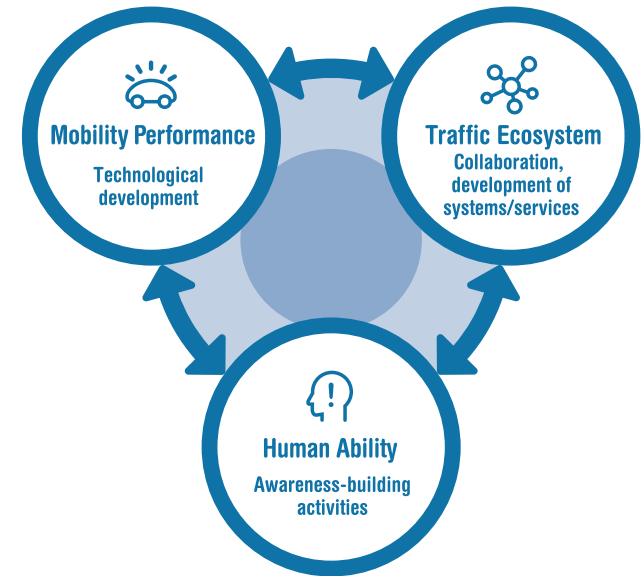 Mobility Performance
Technological
development
Traffic Ecosystem
Collaboration,
development of
systems/services
Human Ability
Awareness-building
activities